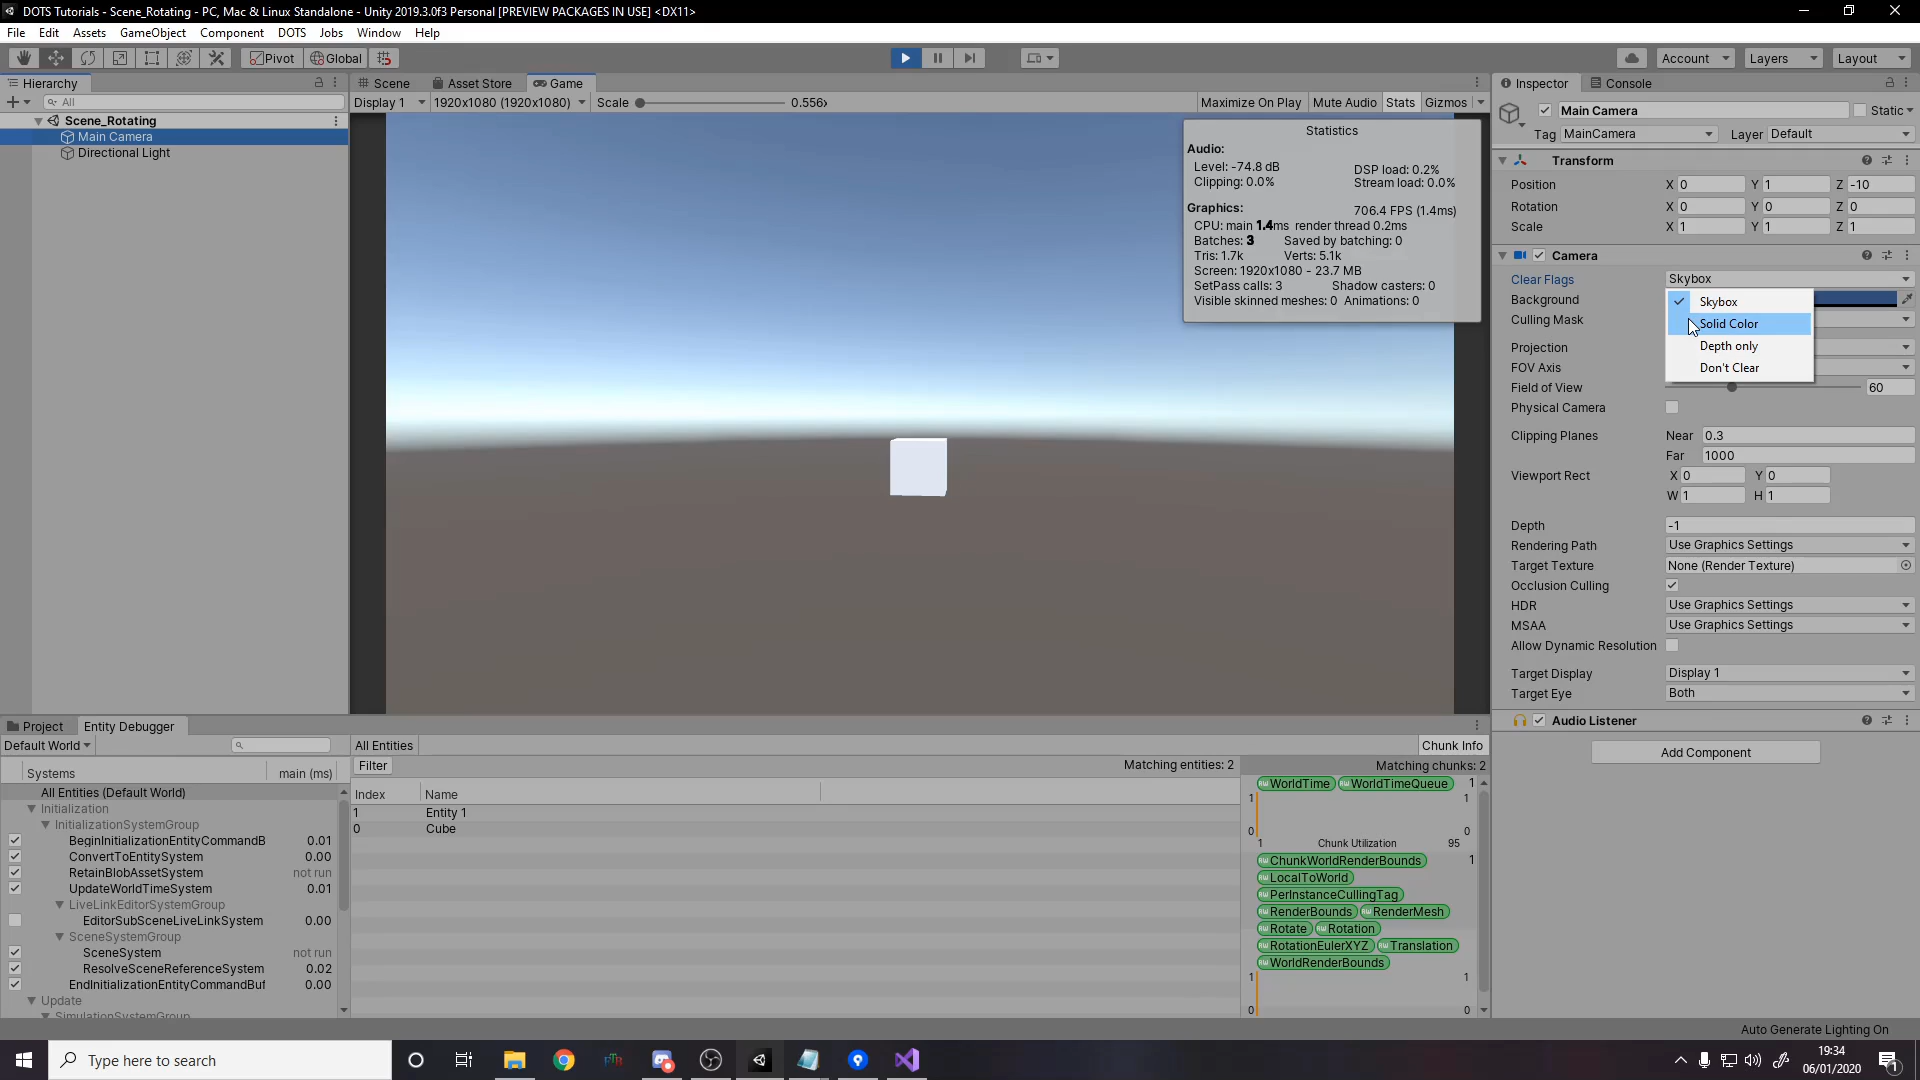 DOTS Tutorials - Scene_Rotating - PC, Mac & Linux Standalone - Unity 2019.3.0f3 Personal [PREVIEW PACKAGES IN USE] <DX11>
File Edit Assets GameObject Component DOTS Jobs Window Help
Pivot Global Account Layers Layout
Hierarchy
All
Scene_Rotating
Main Camera
Directional Light
Scene Asset Store Game
Display 1 1920x1080 (1920x1080) Scale 0.556x Maximize On Play Mute Audio Stats Gizmos
Statistics
Audio:
Level: -74.8 dB DSP load: 0.2%
Clipping: 0.0% Stream load: 0.0%
Graphics: 706.4 FPS (1.4ms)
CPU: main 1.4ms render thread 0.2ms
Batches: 3 Saved by batching: 0
Tris: 1.7k Verts: 5.1k
Screen: 1920x1080 - 23.7 MB
SetPass calls: 3 Shadow casters: 0
Visible skinned meshes: 0 Animations: 0
Inspector Console
Main Camera Static
Tag MainCamera Layer Default
Transform
Position X 0 Y 1 Z -10
Rotation X 0 Y 0 Z 0
Scale X 1 Y 1 Z 1
Camera
Clear Flags Skybox
Background
Culling Mask
Skybox
Solid Color
Depth only
Don't Clear
Projection
FOV Axis
Field of View 60
Physical Camera
Clipping Planes Near 0.3
Far 1000
Viewport Rect X 0 Y 0
W 1 H 1
Depth -1
Rendering Path Use Graphics Settings
Target Texture None (Render Texture)
Occlusion Culling
HDR Use Graphics Settings
MSAA Use Graphics Settings
Allow Dynamic Resolution
Target Display Display 1
Target Eye Both
Audio Listener
Add Component
Project Entity Debugger
Default World
Systems main (ms)
All Entities (Default World)
Initialization
InitializationSystemGroup
BeginInitializationEntityCommandB 0.01
ConvertToEntitySystem 0.00
RetainBlobAssetSystem not run
UpdateWorldTimeSystem 0.01
LiveLinkEditorSystemGroup
EditorSubSceneLiveLinkSystem 0.00
SceneSystemGroup
SceneSystem not run
ResolveSceneReferenceSystem 0.02
EndInitializationEntityCommandBuf 0.00
Update
SimulationSystemGroup
All Entities Chunk Info
Filter Matching entities: 2 Matching chunks: 2
Index Name
1 Entity 1
0 Cube
WorldTime WorldTimeQueue 1
1 1
0 0
1 Chunk Utilization 95
ChunkWorldRenderBounds 1
LocalToWorld
PerInstanceCullingTag
RenderBounds RenderMesh
Rotate Rotation
RotationEulerXYZ Translation
WorldRenderBounds
1 1
0 0
Auto Generate Lighting On
Type here to search
19:34
06/01/2020
1